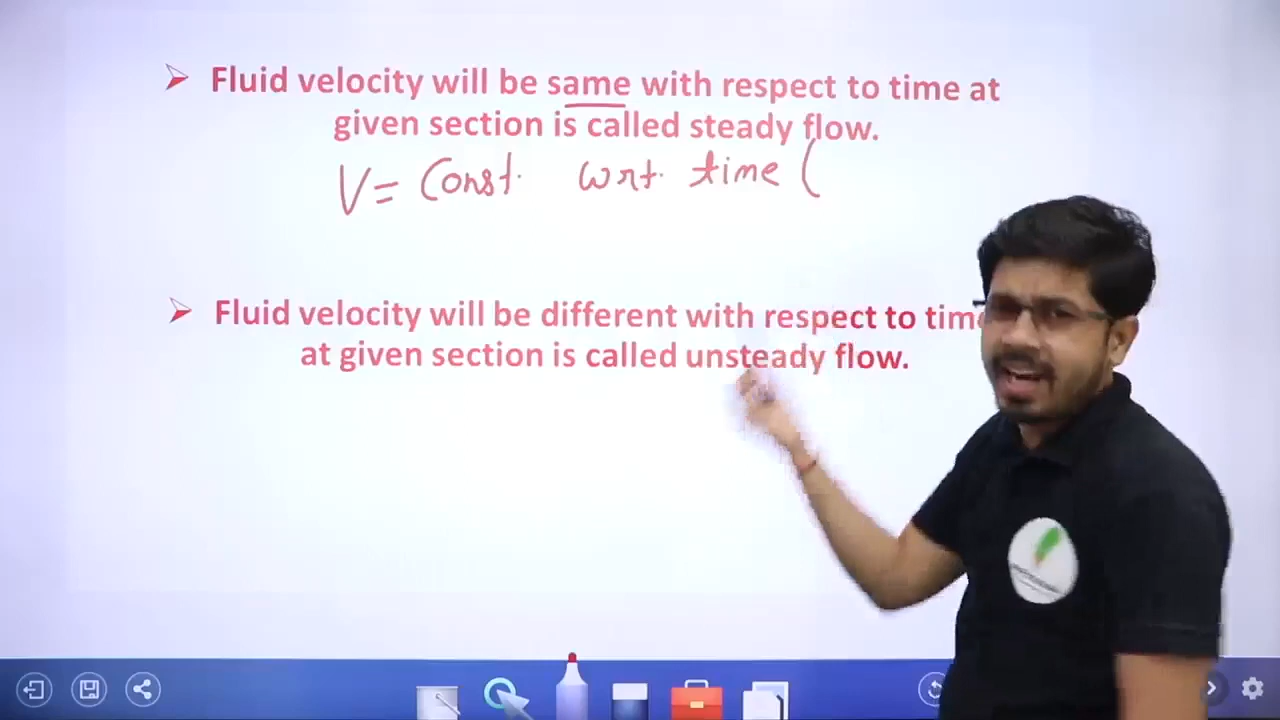 ➢ Fluid velocity will be same with respect to time at
given section is called steady flow.
V = Const. wrt. time (
➢ Fluid velocity will be different with respect to time
at given section is called unsteady flow.